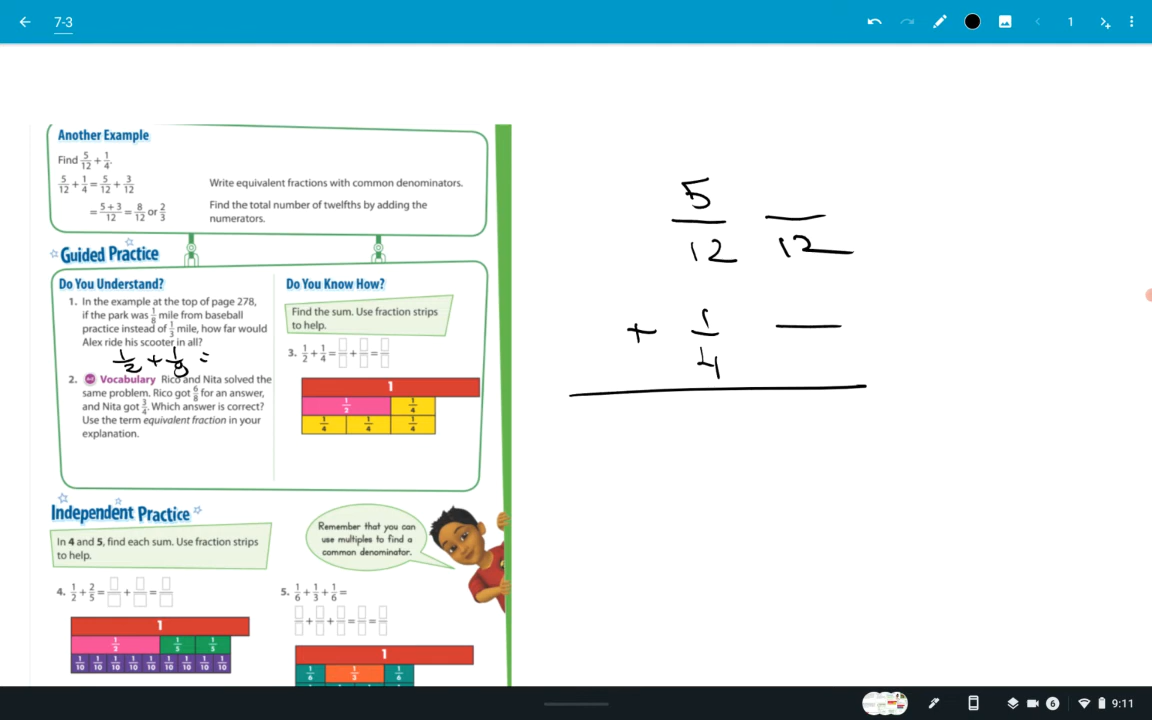 7-3
1
Another Example
Find 5/12 + 1/4.
5/12 + 1/4 = 5/12 + 3/12
Write equivalent fractions with common denominators.
= 5 + 3/12 = 8/12 or 2/3
Find the total number of twelfths by adding the
numerators.
Guided Practice
Do You Understand?
1. In the example at the top of page 278,
if the park was 1/8 mile from baseball
practice instead of 1/3 mile, how far would
Alex ride his scooter in all?
1/2 + 1/8 =
2. Vocabulary Rico and Nita solved the
same problem. Rico got 6/8 for an answer,
and Nita got 3/4. Which answer is correct?
Use the term equivalent fraction in your
explanation.
Do You Know How?
Find the sum. Use fraction strips
to help.
3. 1/2 + 1/4 = □/□ + □/□ = □/□
1
1/2 1/4
1/4 1/4 1/4
Independent Practice
In 4 and 5, find each sum. Use fraction strips
to help.
Remember that you can
use multiples to find a
common denominator.
4. 1/2 + 2/5 = □/□ + □/□ = □/□
1
1/2 1/5 1/5
1/10 1/10 1/10 1/10 1/10 1/10 1/10 1/10 1/10
5. 1/6 + 1/3 + 1/6 =
□/□ + □/□ + □/□ = □/□ = □/□
1
1/6 1/3 1/6
5/12 /12
+ 1/4
6 9:11